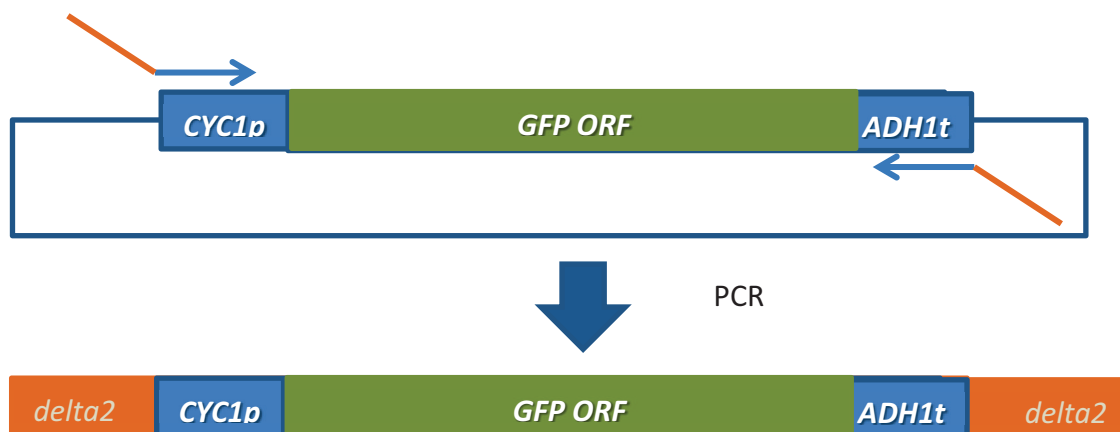 CYC1p GFP ORF ADH1t
PCR
delta2 CYC1p GFP ORF ADH1t delta2